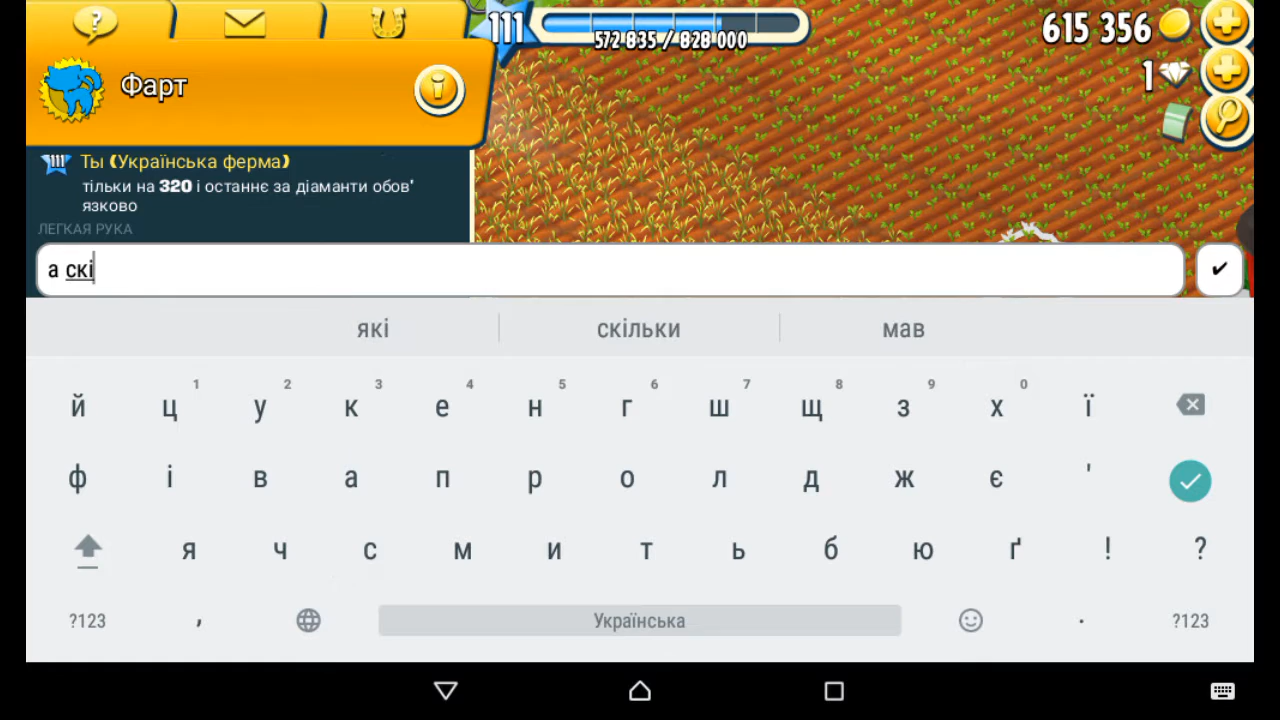 111
572 835 / 828 000
615 356
1
Фарт
111 Ты (Українська ферма)
тільки на 320 і останнє за діаманти обов'
язково
ЛЕГКАЯ РУКА
а скі
які скільки мав
1 2 3 4 5 6 7 8 9 0
й ц у к е н г ш щ з х ї
ф і в а п р о л д ж є '
я ч с м и т ь б ю ґ ! ?
?123 , Українська . ?123